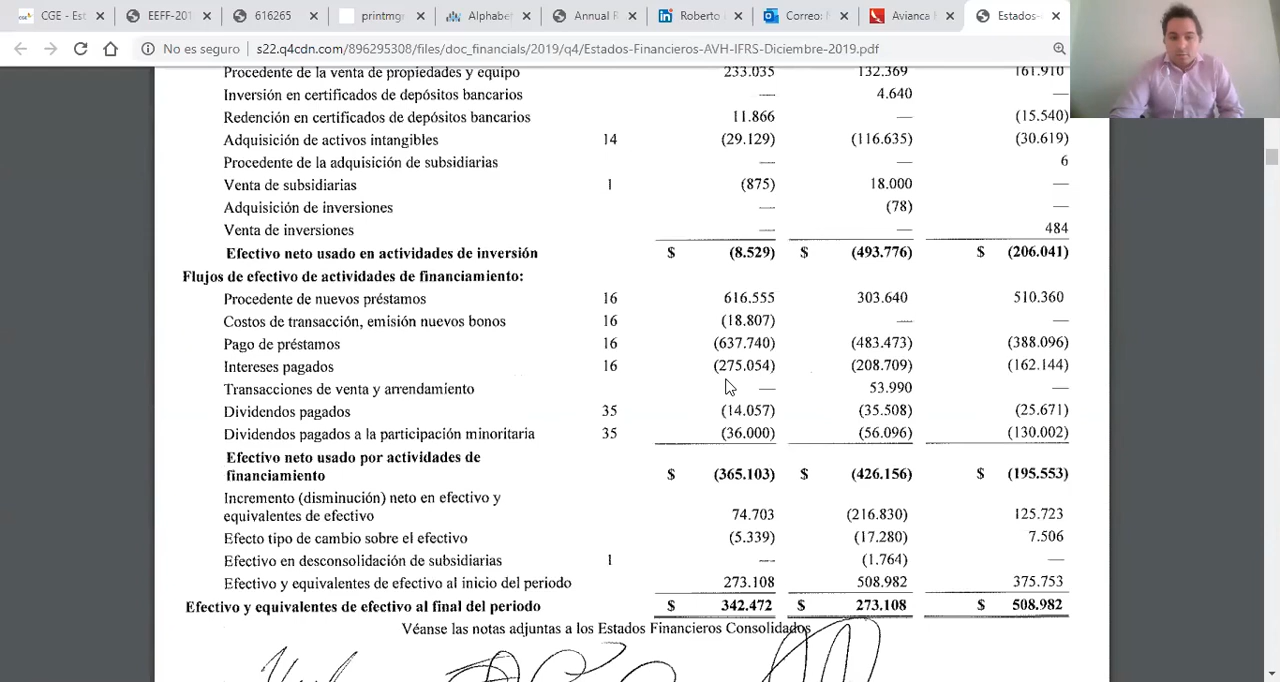 CGE - Est
EEFF-201
616265
printmg
Alphabet
Annual R
Roberto L
Correo: f
Avianca H
Estados-
No es seguro
s22.q4cdn.com/896295308/files/doc_financials/2019/q4/Estados-Financieros-AVH-IFRS-Diciembre-2019.pdf
Procedente de la venta de propiedades y equipo 233.035 132.369 161.910
Inversión en certificados de depósitos bancarios — 4.640 —
Redención en certificados de depósitos bancarios 11.866 — (15.540)
Adquisición de activos intangibles 14 (29.129) (116.635) (30.619)
Procedente de la adquisición de subsidiarias — — 6
Venta de subsidiarias 1 (875) 18.000 —
Adquisición de inversiones — (78) —
Venta de inversiones — — 484
Efectivo neto usado en actividades de inversión $ (8.529) $ (493.776) $ (206.041)
Flujos de efectivo de actividades de financiamiento:
Procedente de nuevos préstamos 16 616.555 303.640 510.360
Costos de transacción, emisión nuevos bonos 16 (18.807) — —
Pago de préstamos 16 (637.740) (483.473) (388.096)
Intereses pagados 16 (275.054) (208.709) (162.144)
Transacciones de venta y arrendamiento — 53.990 —
Dividendos pagados 35 (14.057) (35.508) (25.671)
Dividendos pagados a la participación minoritaria 35 (36.000) (56.096) (130.002)
Efectivo neto usado por actividades de
financiamiento $ (365.103) $ (426.156) $ (195.553)
Incremento (disminución) neto en efectivo y
equivalentes de efectivo 74.703 (216.830) 125.723
Efecto tipo de cambio sobre el efectivo (5.339) (17.280) 7.506
Efectivo en desconsolidación de subsidiarias 1 — (1.764) —
Efectivo y equivalentes de efectivo al inicio del periodo 273.108 508.982 375.753
Efectivo y equivalentes de efectivo al final del periodo $ 342.472 $ 273.108 $ 508.982
Véanse las notas adjuntas a los Estados Financieros Consolidados